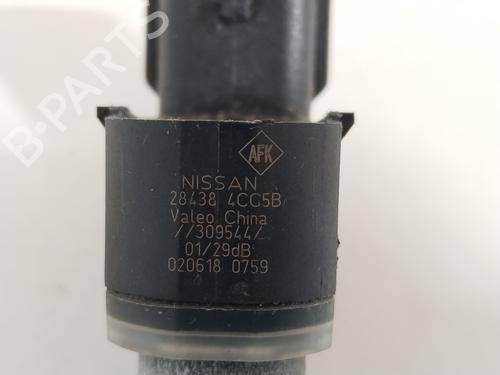 B-PARTS
AFK
NISSAN
28438 4CC5B
Valeo China
//309544/
01/29dB
020618 0759